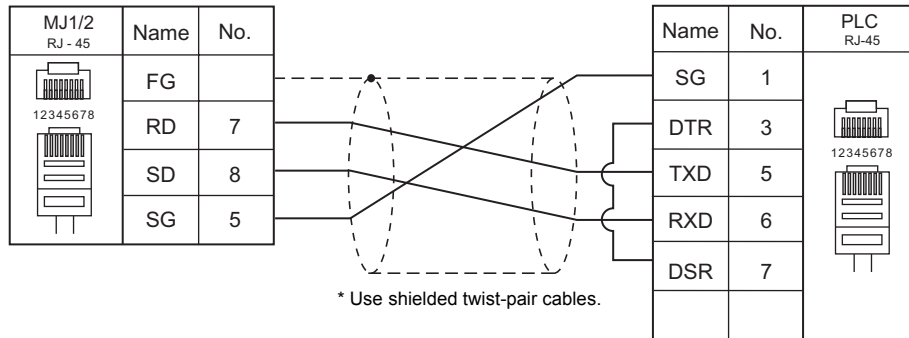 MJ1/2
RJ - 45
Name
No.
12345678
FG
RD 7
SD 8
SG 5
Name
No.
PLC
RJ-45
SG 1
DTR 3
TXD 5
RXD 6
DSR 7
12345678
* Use shielded twist-pair cables.